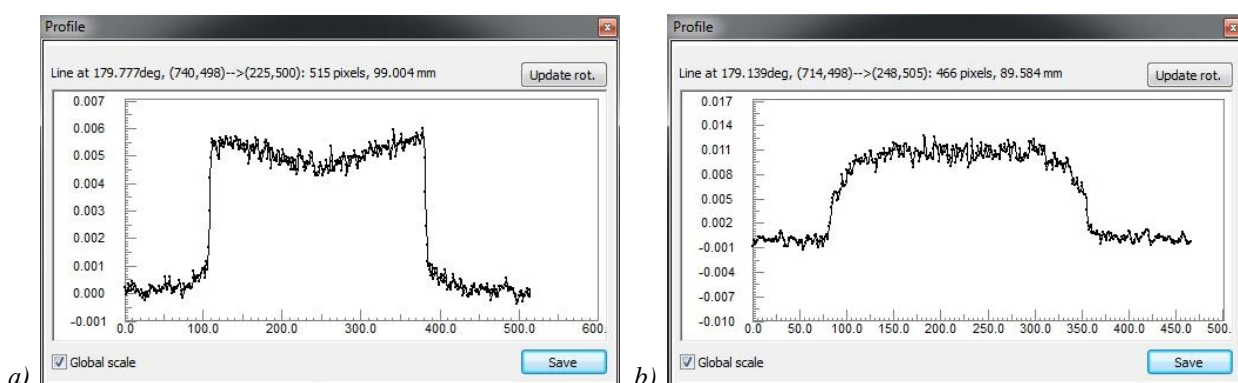 Profile
Line at 179.777deg, (740,498)-->(225,500): 515 pixels, 99.004 mm
Update rot.
0.007
0.006
0.005
0.003
0.002
0.001
0.000
-0.001
0.0 100.0 200.0 300.0 400.0 500.0 600.
Global scale
Save
a)
Profile
Line at 179.139deg, (714,498)-->(248,505): 466 pixels, 89.584 mm
Update rot.
0.017
0.014
0.011
0.008
0.005
0.002
-0.001
-0.004
-0.007
-0.010
0.0 50.0 100.0 150.0 200.0 250.0 300.0 350.0 400.0 450.0 500.
Global scale
Save
b)